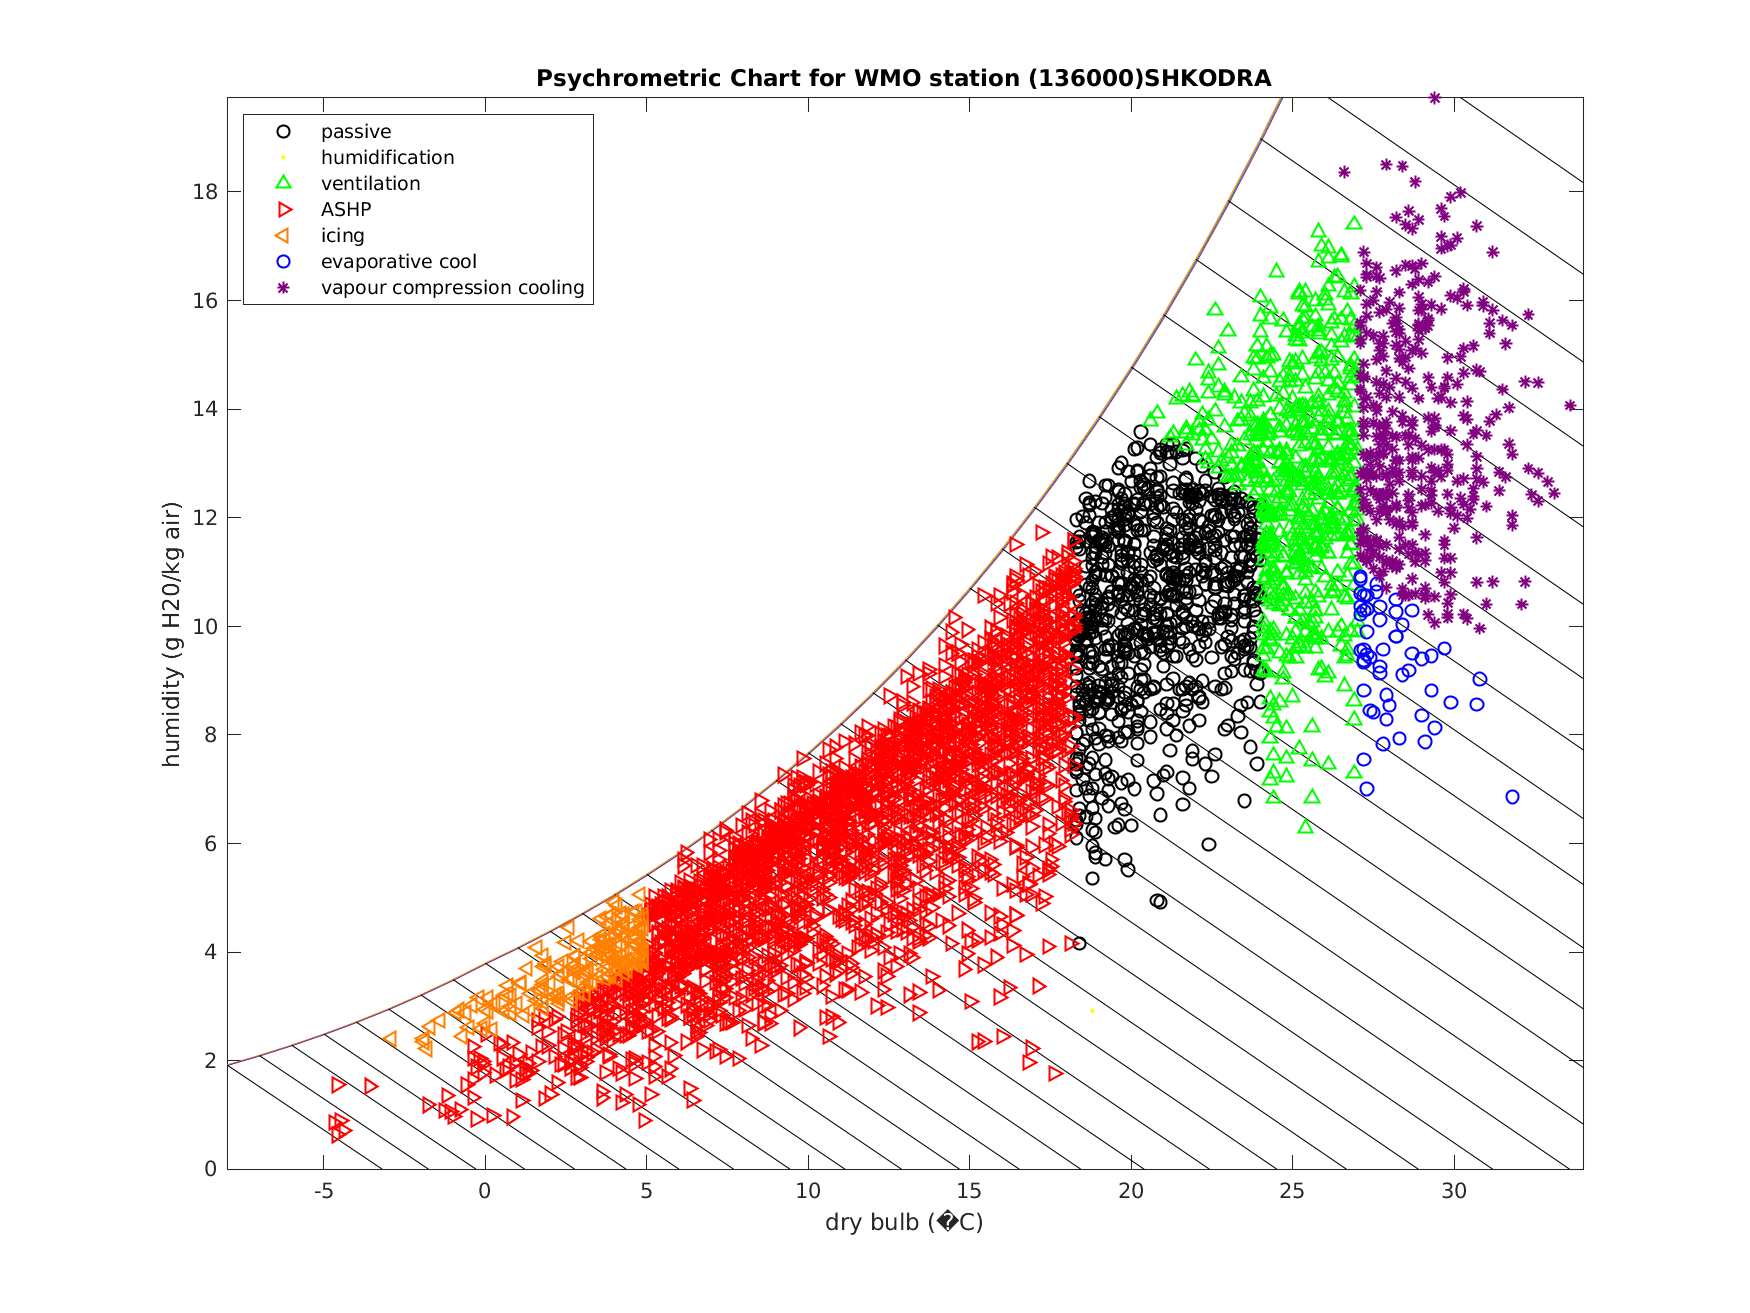 Psychrometric Chart for WMO station (136000)SHKODRA
passive
humidification
ventilation
ASHP
icing
evaporative cool
vapour compression cooling
humidity (g H20/kg air)
18
16
14
12
10
8
6
4
2
0
-5 0 5 10 15 20 25 30
dry bulb (�C)